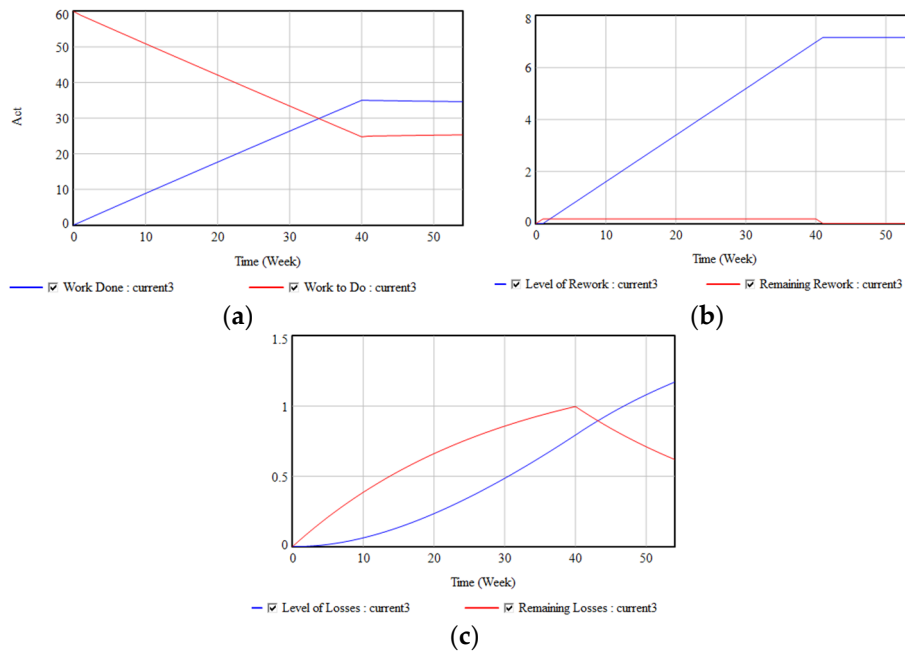 60
50
40
30
20
10
0
Act
0 10 20 30 40 50
Time (Week)
Work Done : current3 Work to Do : current3
(a)
8
6
4
2
0
0 10 20 30 40 50
Time (Week)
Level of Rework : current3 Remaining Rework : current3
(b)
1.5
1
0.5
0
0 10 20 30 40 50
Time (Week)
Level of Losses : current3 Remaining Losses : current3
(c)